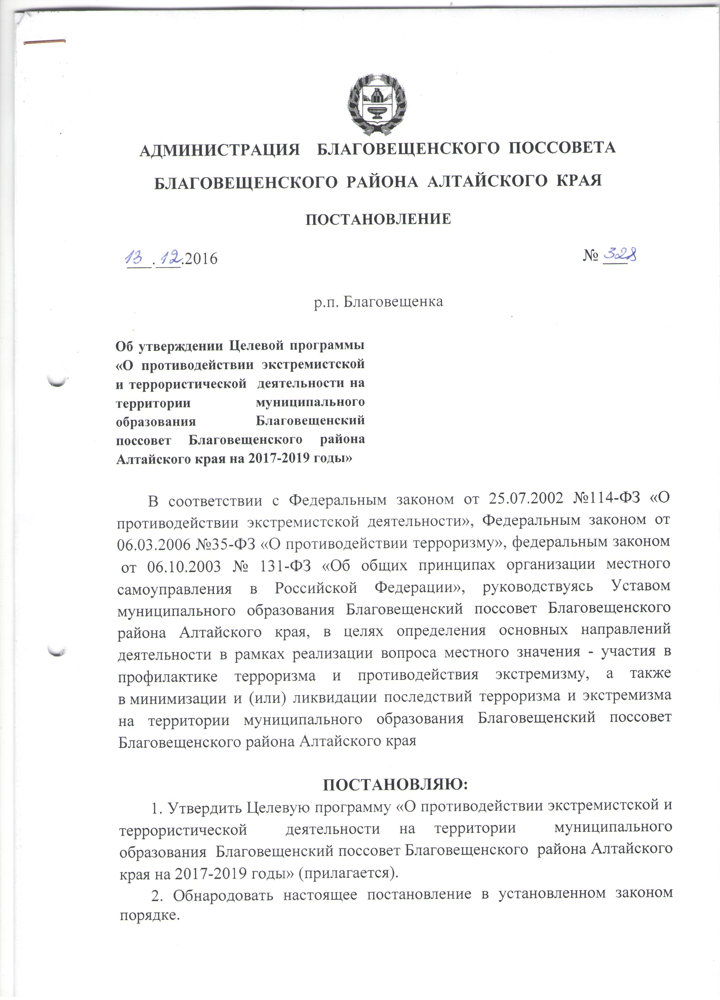 АДМИНИСТРАЦИЯ БЛАГОВЕЩЕНСКОГО ПОССОВЕТА
БЛАГОВЕЩЕНСКОГО РАЙОНА АЛТАЙСКОГО КРАЯ
ПОСТАНОВЛЕНИЕ
13.12.2016 № 328
р.п. Благовещенка
Об утверждении Целевой программы
«О противодействии экстремистской
и террористической деятельности на
территории муниципального
образования Благовещенский
поссовет Благовещенского района
Алтайского края на 2017-2019 годы»
В соответствии с Федеральным законом от 25.07.2002 №114-ФЗ «О
противодействии экстремистской деятельности», Федеральным законом от
06.03.2006 №35-ФЗ «О противодействии терроризму», федеральным законом
от 06.10.2003 № 131-ФЗ «Об общих принципах организации местного
самоуправления в Российской Федерации», руководствуясь Уставом
муниципального образования Благовещенский поссовет Благовещенского
района Алтайского края, в целях определения основных направлений
деятельности в рамках реализации вопроса местного значения - участия в
профилактике терроризма и противодействия экстремизму, а также
в минимизации и (или) ликвидации последствий терроризма и экстремизма
на территории муниципального образования Благовещенский поссовет
Благовещенского района Алтайского края
ПОСТАНОВЛЯЮ:
1. Утвердить Целевую программу «О противодействии экстремистской и
террористической деятельности на территории муниципального
образования Благовещенский поссовет Благовещенского района Алтайского
края на 2017-2019 годы» (прилагается).
2. Обнародовать настоящее постановление в установленном законом
порядке.